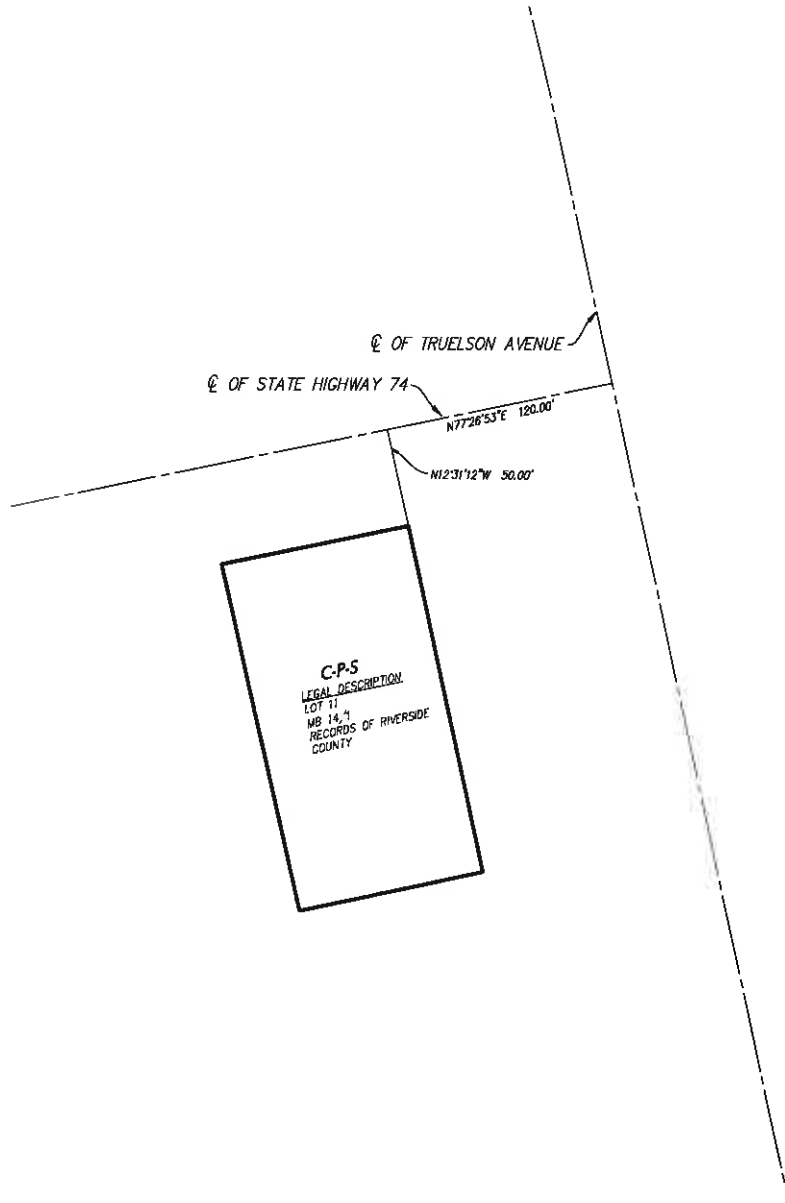 ℄ OF TRUELSON AVENUE
℄ OF STATE HIGHWAY 74
N77°26'53"E 120.00'
N12°31'12"W 50.00'
C-P-S
LEGAL DESCRIPTION
LOT 11
MB 14,
RECORDS OF RIVERSIDE
COUNTY